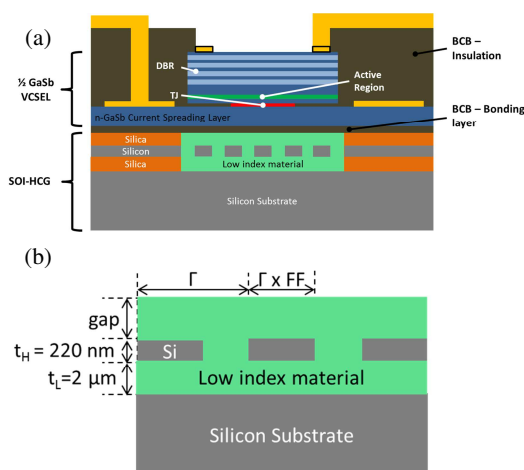 (a)
BCB –
Insulation
DBR
Active
Region
½ GaSb
VCSEL
TJ
n-GaSb Current Spreading Layer
BCB – Bonding
layer
Silica
Silicon
Low index material
Silica
SOI-HCG
Silicon Substrate
(b)
Γ
Γ x FF
gap
tH = 220 nm
Si
tL=2 μm
Low index material
Silicon Substrate